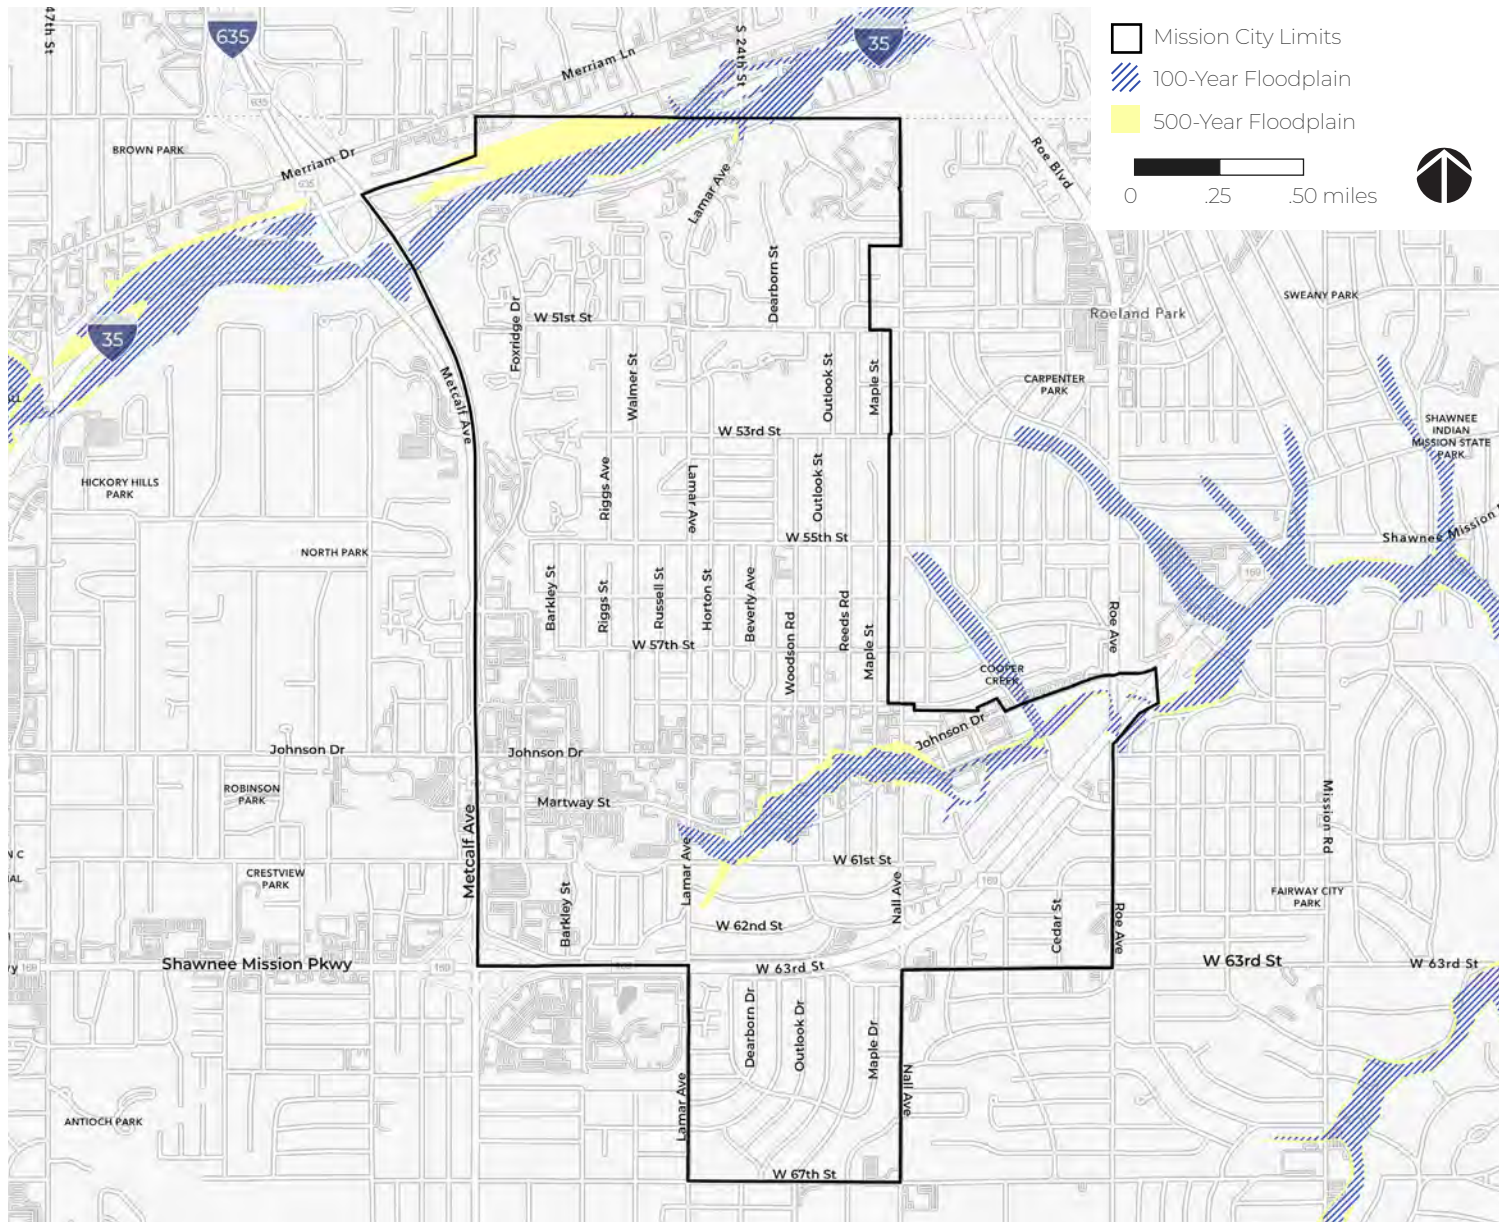 47th St
635
S 24th St
35
Merriam Ln
Mission City Limits
100-Year Floodplain
500-Year Floodplain
0
.25
.50 miles
635
BROWN PARK
Merriam Dr
635
Roe Blvd
Lamar Ave
Dearborn St
SWEANY PARK
Roeland Park
Foxridge Dr
W 51st St
35
Metcalf Ave
Walmer St
Outlook St
Maple St
CARPENTER
PARK
SHAWNEE
INDIAN
MISSION STATE
PARK
W 53rd St
HICKORY HILLS
PARK
Riggs Ave
Lamar Ave
Outlook St
W 55th St
Shawnee Mission
NORTH PARK
169
Barkley St
Riggs St
Russell St
Horton St
Beverly Ave
Woodson Rd
Reeds Rd
Maple St
Roe Ave
W 57th St
COOPER
CREEK
Johnson Dr
Johnson Dr
Johnson Dr
ROBINSON
PARK
Martway St
Metcalf Ave
Mission Rd
N C
AL
CRESTVIEW
PARK
Lamar Ave
W 61st St
169
Nall Ave
FAIRWAY CITY
PARK
Barkley St
W 62nd St
Cedar St
Roe Ave
169
Shawnee Mission Pkwy
169
W 63rd St
W 63rd St
W 63rd St
Dearborn Dr
Outlook Dr
Maple Dr
Lamar Ave
Nall Ave
ANTIOCH PARK
W 67th St